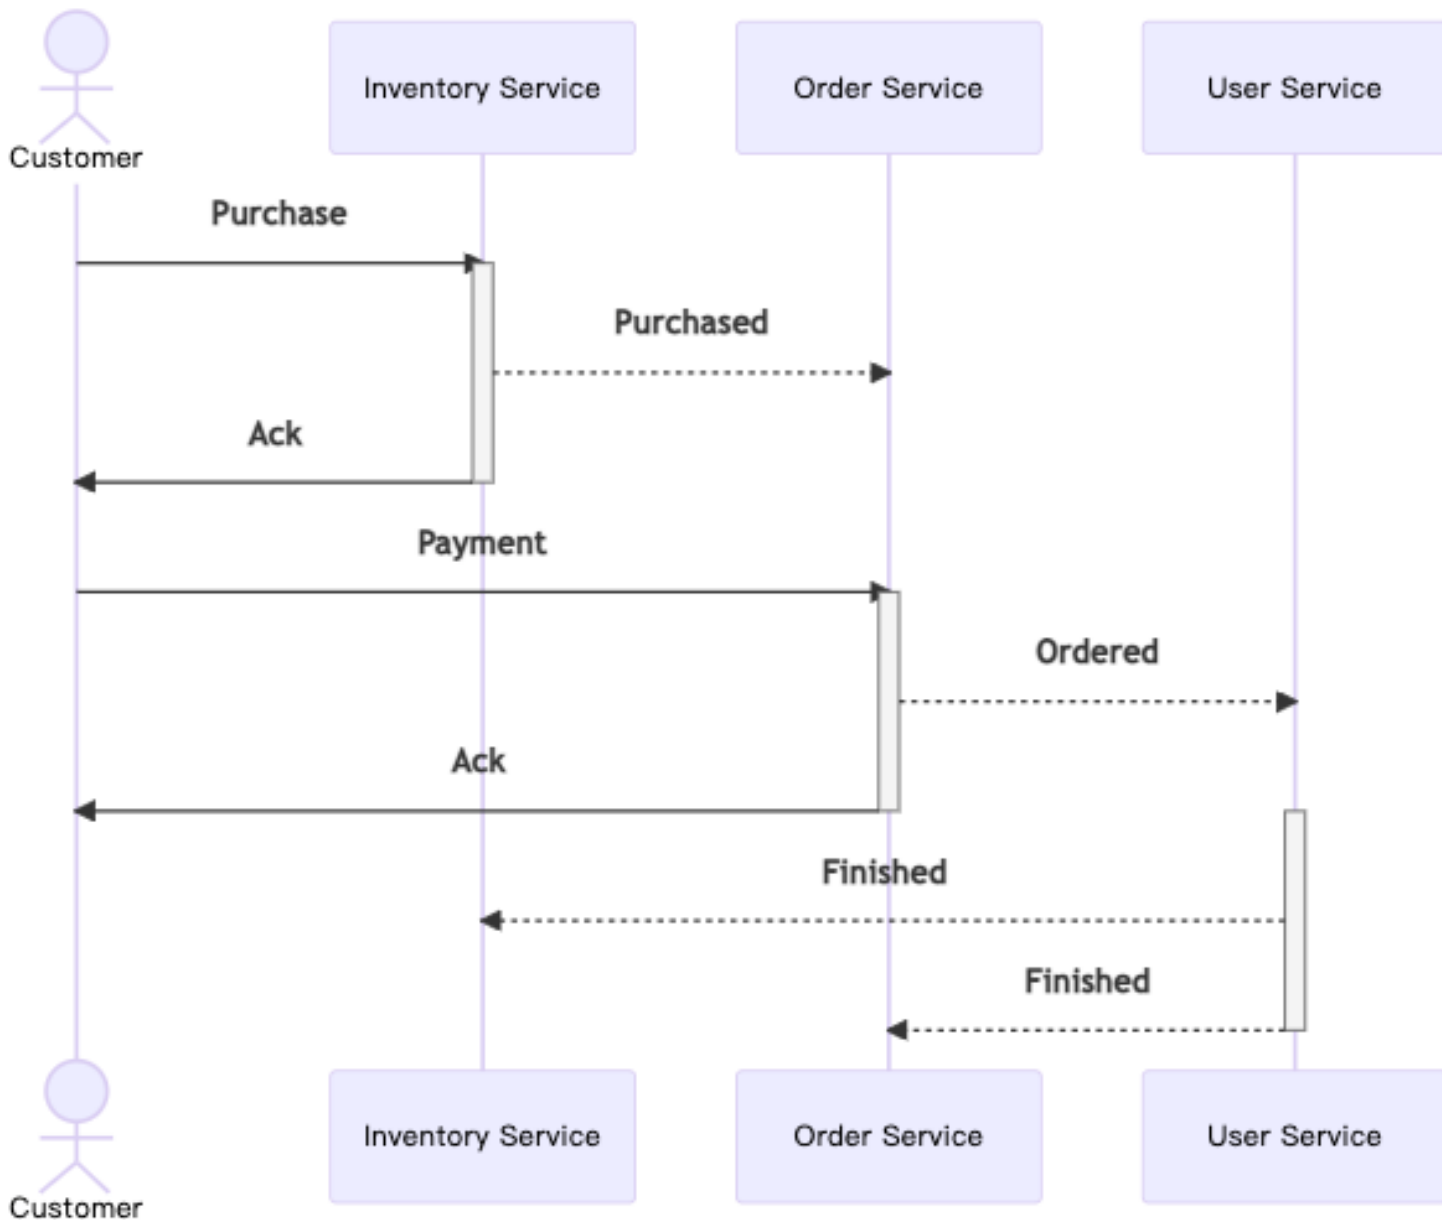 Customer
Inventory Service
Order Service
User Service
Purchase
Purchased
Ack
Payment
Ordered
Ack
Finished
Finished
Customer
Inventory Service
Order Service
User Service